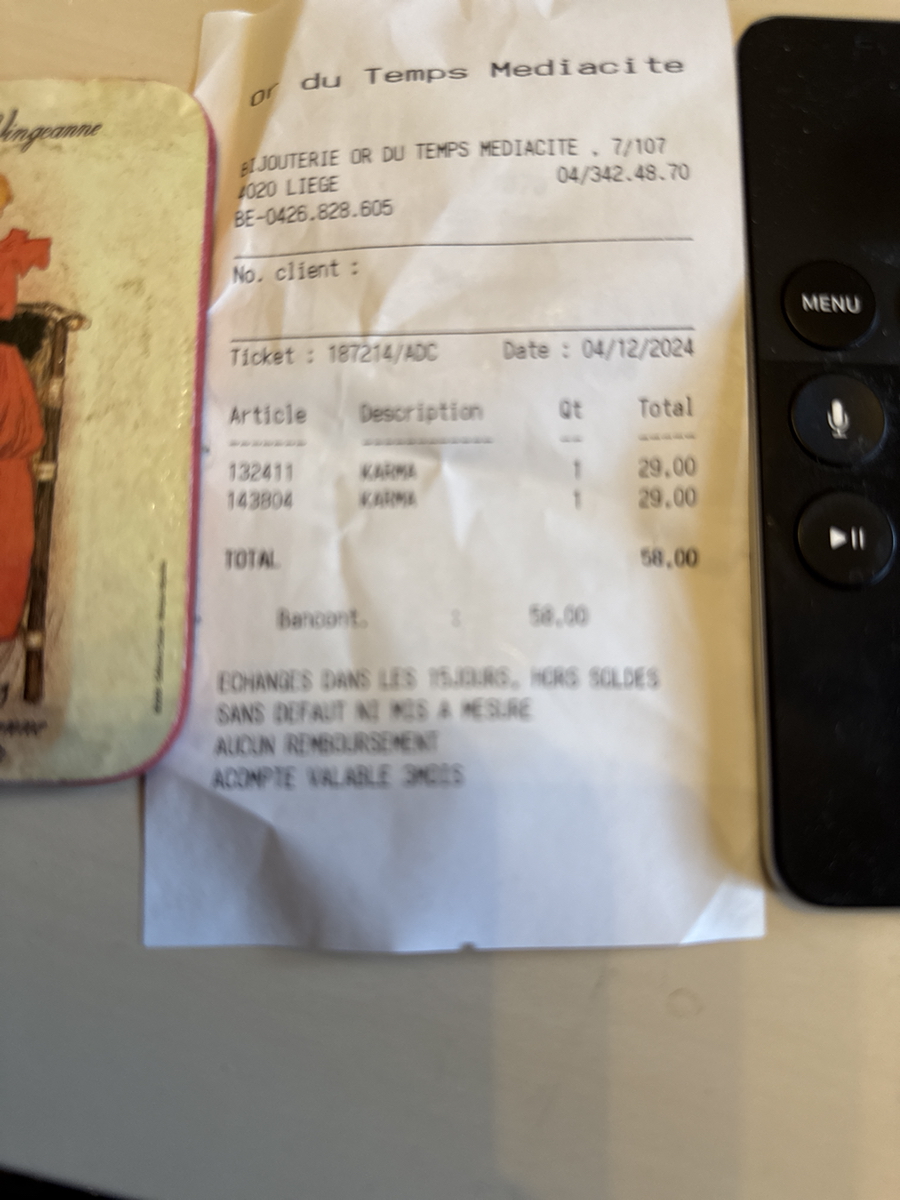 or du Temps Mediacite
BIJOUTERIE OR DU TEMPS MEDIACITE . 7/107
4020 LIEGE 04/342.48.70
BE-0426.828.605
No. client :
Ticket : 187214/ADC Date : 04/12/2024
Article Description Qt Total
------- ----------- -- -----
132411 KARMA 1 29.00
143804 KARMA 1 29.00
TOTAL 58.00
Bancont. : 58.00
ECHANGES DANS LES 15JOURS, HORS SOLDES
SANS DEFAUT NI MIS A MESURE
AUCUN REMBOURSEMENT
ACOMPTE VALABLE 3MOIS
Vingeanne
MENU